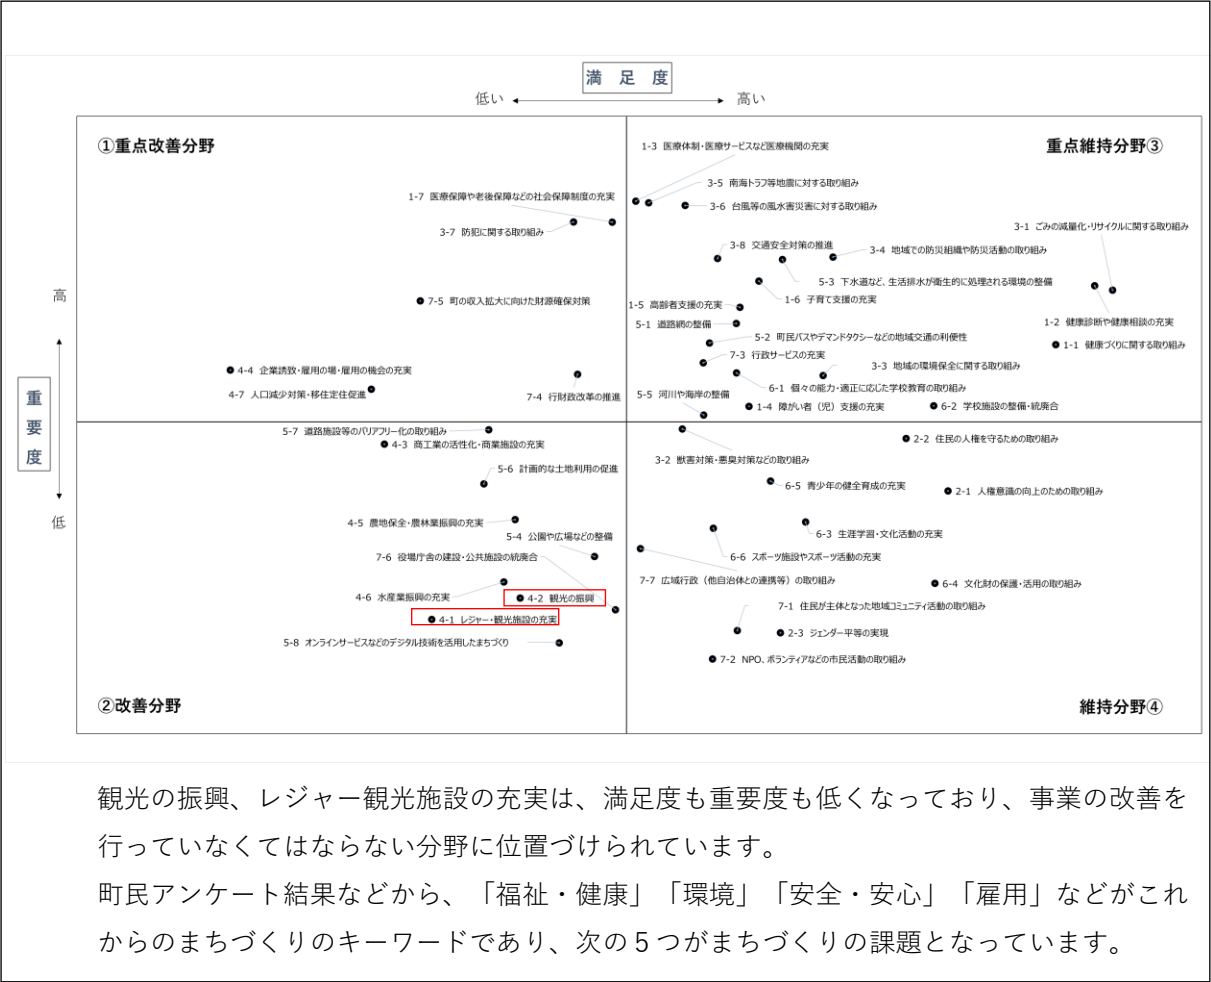 満 足 度
低い
高い
①重点改善分野
重点維持分野③
1-3 医療体制・医療サービスなど医療機関の充実
3-5 南海トラフ等地震に対する取り組み
1-7 医療保障や老後保障などの社会保障制度の充実
3-6 台風等の風水害災害に対する取り組み
3-1 ごみの減量化・リサイクルに関する取り組み
3-7 防犯に関する取り組み
3-8 交通安全対策の推進
3-4 地域での防災組織や防災活動の取り組み
5-3 下水道など、生活排水が衛生的に処理される環境の整備
高
7-5 町の収入拡大に向けた財源確保対策
1-6 子育て支援の充実
1-5 高齢者支援の充実
5-1 道路網の整備
1-2 健康診断や健康相談の充実
5-2 町民バスやデマンドタクシーなどの地域交通の利便性
1-1 健康づくりに関する取り組み
7-3 行政サービスの充実
4-4 企業誘致・雇用の場・雇用の機会の充実
3-3 地域の環境保全に関する取り組み
4-7 人口減少対策・移住定住促進
7-4 行財政改革の推進
6-1 個々の能力・適正に応じた学校教育の取り組み
5-5 河川や海岸の整備
1-4 障がい者（児）支援の充実
6-2 学校施設の整備・統廃合
重
要
度
5-7 道路施設等のバリアフリー化の取り組み
4-3 商工業の活性化・商業施設の充実
2-2 住民の人権を守るための取り組み
3-2 獣害対策・悪臭対策などの取り組み
5-6 計画的な土地利用の促進
6-5 青少年の健全育成の充実
2-1 人権意識の向上のための取り組み
低
4-5 農地保全・農林業振興の充実
5-4 公園や広場などの整備
6-3 生涯学習・文化活動の充実
7-6 役場庁舎の建設・公共施設の統廃合
6-6 スポーツ施設やスポーツ活動の充実
7-7 広域行政（他自治体との連携等）の取り組み
6-4 文化財の保護・活用の取り組み
4-6 水産業振興の充実
4-2 観光の振興
7-1 住民が主体となった地域コミュニティ活動の取り組み
4-1 レジャー・観光施設の充実
2-3 ジェンダー平等の実現
5-8 オンラインサービスなどのデジタル技術を活用したまちづくり
7-2 NPO、ボランティアなどの市民活動の取り組み
②改善分野
維持分野④
観光の振興、レジャー観光施設の充実は、満足度も重要度も低くなっており、事業の改善を
行っていなくてはならない分野に位置づけられています。
町民アンケート結果などから、「福祉・健康」「環境」「安全・安心」「雇用」などがこれ
からのまちづくりのキーワードであり、次の５つがまちづくりの課題となっています。